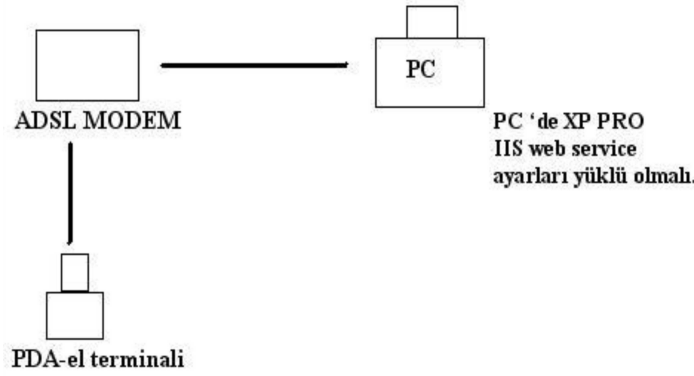 PC
ADSL MODEM
PC ‘de XP PRO
IIS web service
ayarları yüklü olmalı.
PDA-el terminali